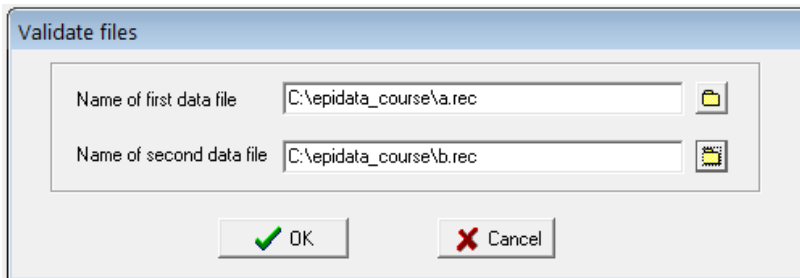 Validate files
Name of first data file C:\epidata_course\a.rec
Name of second data file C:\epidata_course\b.rec
OK Cancel